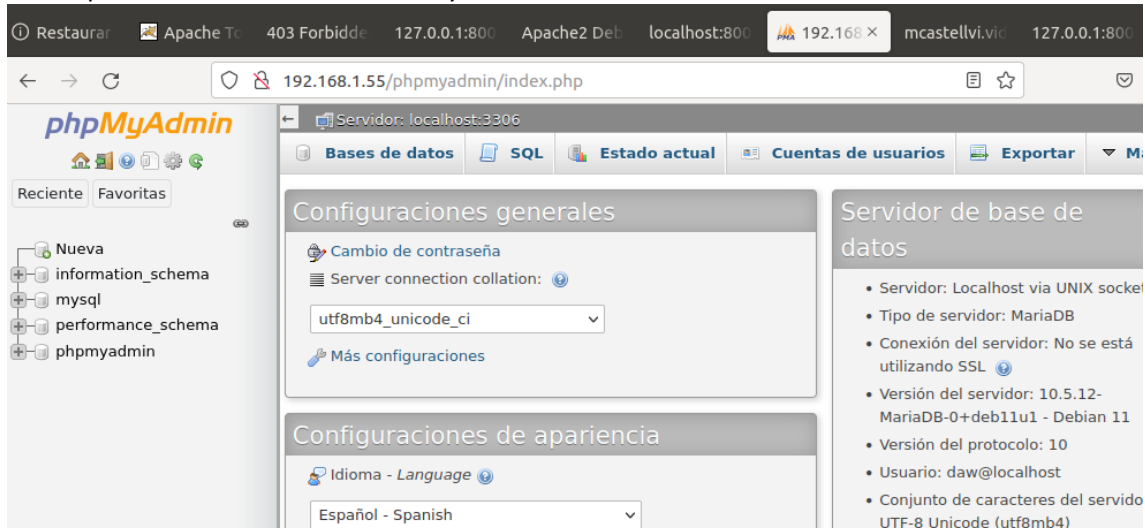 Restaurar Apache To 403 Forbidde 127.0.0.1:800 Apache2 Deb localhost:800 192.168 mcastellvi.vid 127.0.0.1:800
192.168.1.55/phpmyadmin/index.php
phpMyAdmin
Reciente Favoritas
Nueva
information_schema
mysql
performance_schema
phpmyadmin
Servidor: localhost:3306
Bases de datos SQL Estado actual Cuentas de usuarios Exportar
Configuraciones generales
Cambio de contraseña
Server connection collation:
utf8mb4_unicode_ci
Más configuraciones
Configuraciones de apariencia
Idioma - Language
Español - Spanish
Servidor de base de
datos
Servidor: Localhost via UNIX socket
Tipo de servidor: MariaDB
Conexión del servidor: No se está
utilizando SSL
Versión del servidor: 10.5.12-
MariaDB-0+deb11u1 - Debian 11
Versión del protocolo: 10
Usuario: daw@localhost
Conjunto de caracteres del servido
UTF-8 Unicode (utf8mb4)